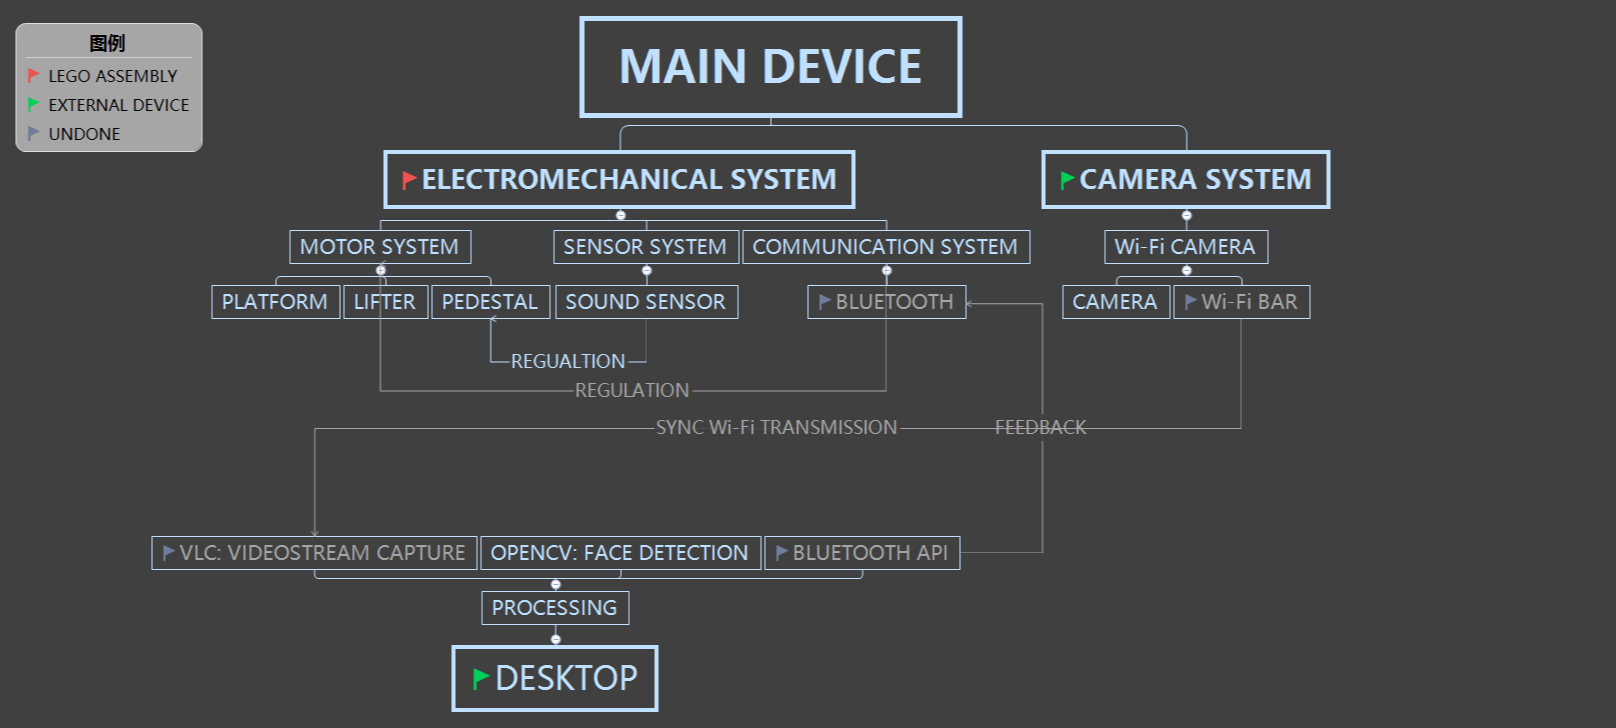 图例
LEGO ASSEMBLY
EXTERNAL DEVICE
UNDONE
MAIN DEVICE
ELECTROMECHANICAL SYSTEM
CAMERA SYSTEM
MOTOR SYSTEM
SENSOR SYSTEM
COMMUNICATION SYSTEM
Wi-Fi CAMERA
PLATFORM
LIFTER
PEDESTAL
SOUND SENSOR
BLUETOOTH
CAMERA
Wi-Fi BAR
REGUALTION
REGULATION
SYNC Wi-Fi TRANSMISSION
FEEDBACK
VLC: VIDEOSTREAM CAPTURE
OPENCV: FACE DETECTION
BLUETOOTH API
PROCESSING
DESKTOP